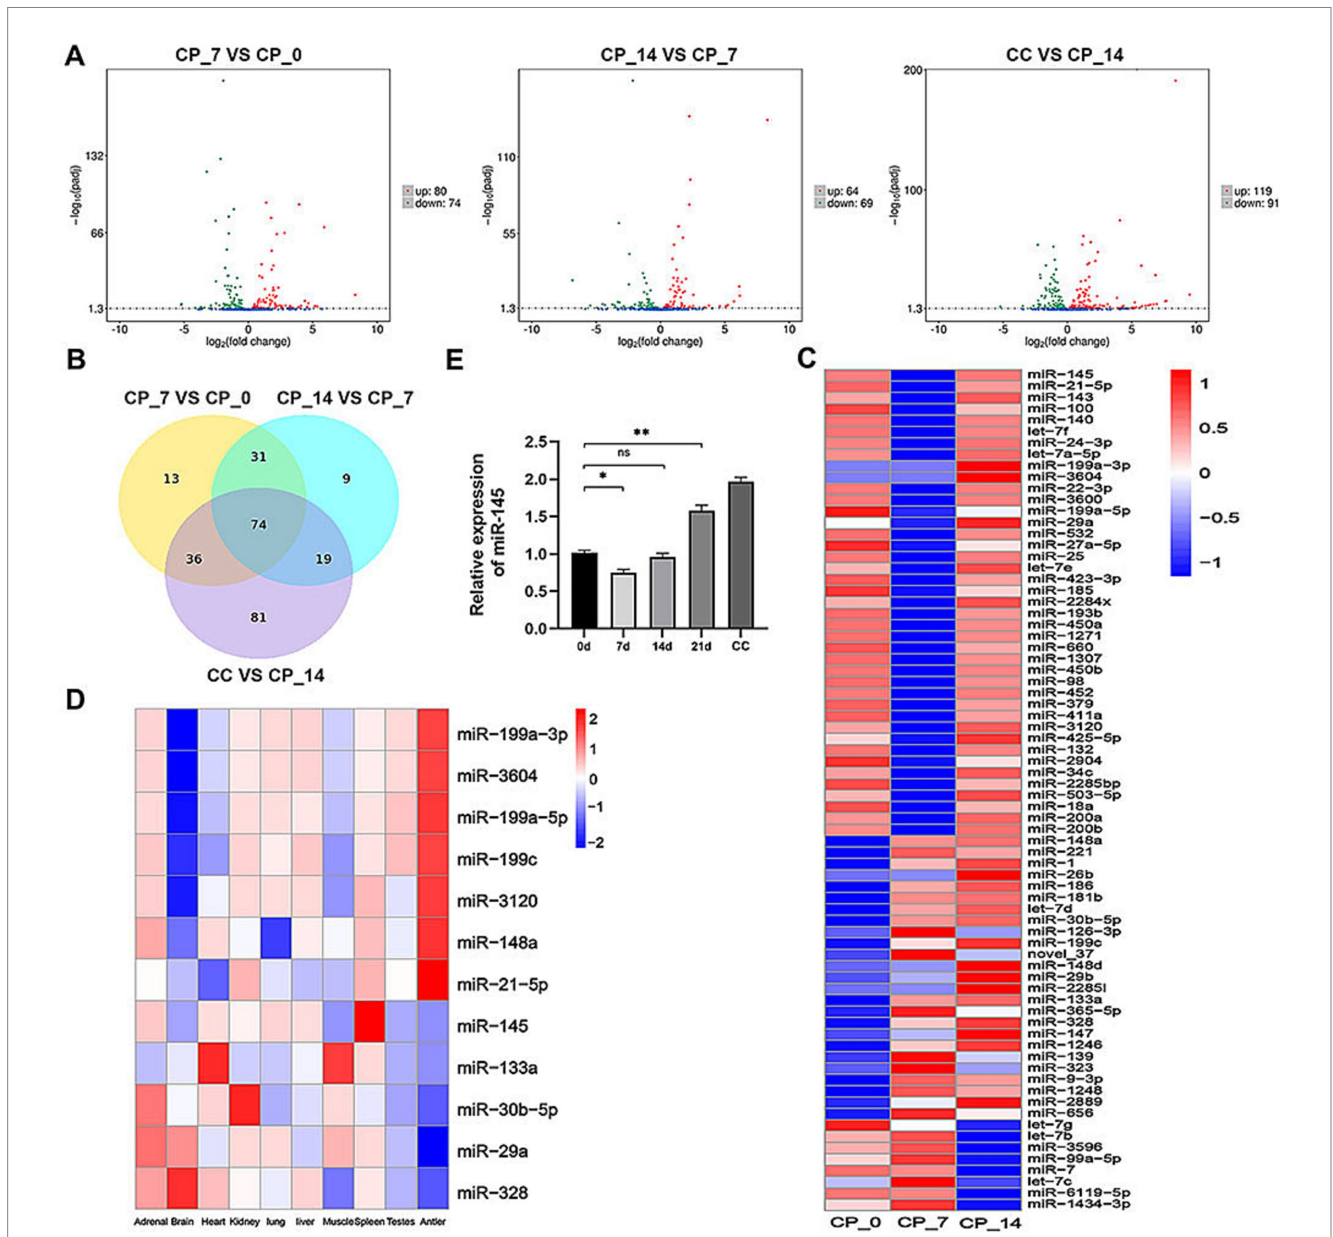 A
CP_7 VS CP_0
CP_14 VS CP_7
CC VS CP_14
−log10(padj)
132
66
1.3
-10 -5 0 5 10
log2(fold change)
up: 80
down: 74
−log10(padj)
110
55
1.3
-10 -5 0 5 10
log2(fold change)
up: 64
down: 69
−log10(padj)
200
100
1.3
-10 -5 0 5 10
log2(fold change)
up: 119
down: 91
B
CP_7 VS CP_0
CP_14 VS CP_7
13
31
9
74
36
19
81
CC VS CP_14
E
Relative expression
of miR-145
2.5
2.0
1.5
1.0
0.5
0.0
**
ns
*
0d 7d 14d 21d CC
C
miR−145
miR−21−5p
miR−143
miR−100
miR−140
let−7f
miR−24−3p
let−7a−5p
miR−199a−3p
miR−3604
miR−22−3p
miR−3600
miR−199a−5p
miR−29a
miR−532
miR−27a−5p
miR−25
let−7e
miR−423−3p
miR−185
miR−2284x
miR−193b
miR−450a
miR−1271
miR−660
miR−1307
miR−450b
miR−98
miR−452
miR−379
miR−411a
miR−3120
miR−425−5p
miR−132
miR−2904
miR−34c
miR−2285bp
miR−503−5p
miR−18a
miR−200a
miR−200b
miR−148a
miR−221
miR−1
miR−26b
miR−186
miR−181b
let−7d
miR−30b−5p
miR−126−3p
miR−199c
novel_37
miR−148d
miR−29b
miR−2285l
miR−133a
miR−365−5p
miR−328
miR−147
miR−1246
miR−139
miR−323
miR−9−3p
miR−1248
miR−2889
miR−656
let−7g
let−7b
miR−3596
miR−99a−5p
miR−7
let−7c
miR−6119−5p
miR−1434−3p
CP_0 CP_7 CP_14
1
0.5
0
−0.5
−1
D
miR−199a−3p
miR−3604
miR−199a−5p
miR−199c
miR−3120
miR−148a
miR−21−5p
miR−145
miR−133a
miR−30b−5p
miR−29a
miR−328
Adrenal Brain Heart Kidney lung liver Muscle Spleen Testes Antler
2
1
0
−1
−2